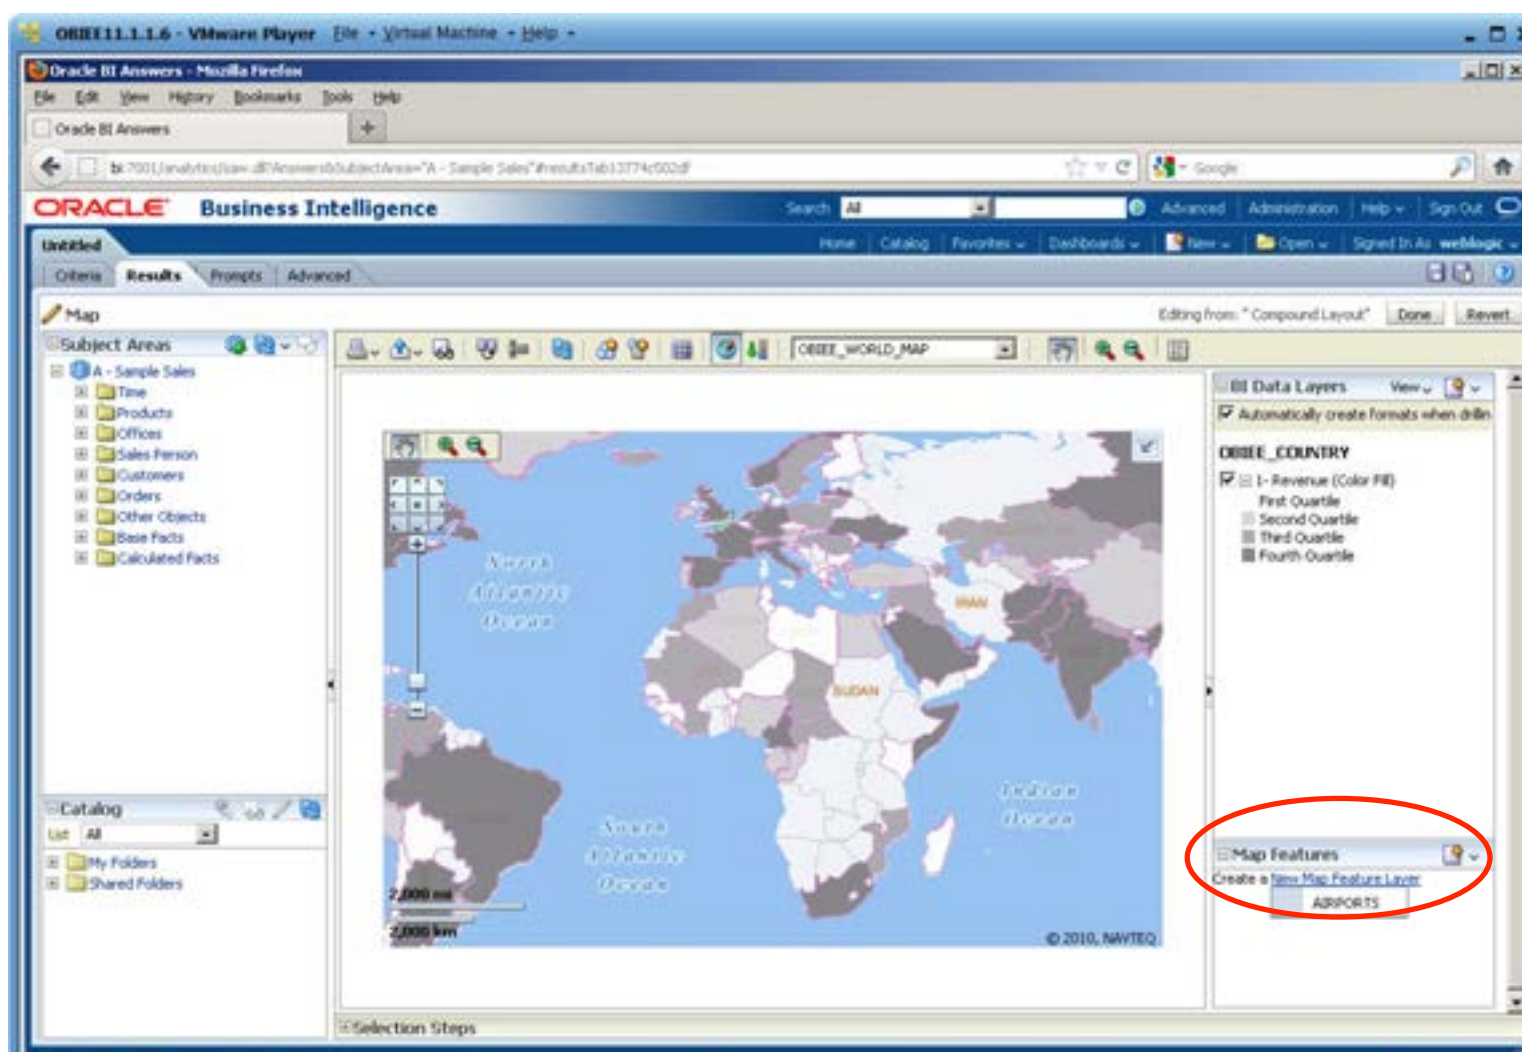 OBIEE11.1.1.6 - VMware Player File Virtual Machine Help
Oracle BI Answers - Mozilla Firefox
File Edit View History Bookmarks Tools Help
Oracle BI Answers
Google
ORACLE Business Intelligence Search All Advanced Administration Help Sign Out
Untitled Home Catalog Favorites Dashboards New Open Signed In As weblogic
Criteria Results Prompts Advanced
Map Editing from: "Compound Layout" Done Revert
Subject Areas
OBIEE_WORLD_MAP
A - Sample Sales
Time
Products
Offices
Sales Person
Customers
Orders
Other Objects
Base Facts
Calculated Facts
Catalog
List All
My Folders
Shared Folders
North
Atlantic
Ocean
IRAN
SUDAN
Indian
Ocean
South
Atlantic
Ocean
2,000 mi
2,000 km
© 2010, NAVTEQ
BI Data Layers View
Automatically create formats when drillin
OBIEE_COUNTRY
1- Revenue (Color Fill)
First Quartile
Second Quartile
Third Quartile
Fourth Quartile
Map Features
Create a New Map Feature Layer
AIRPORTS
Selection Steps